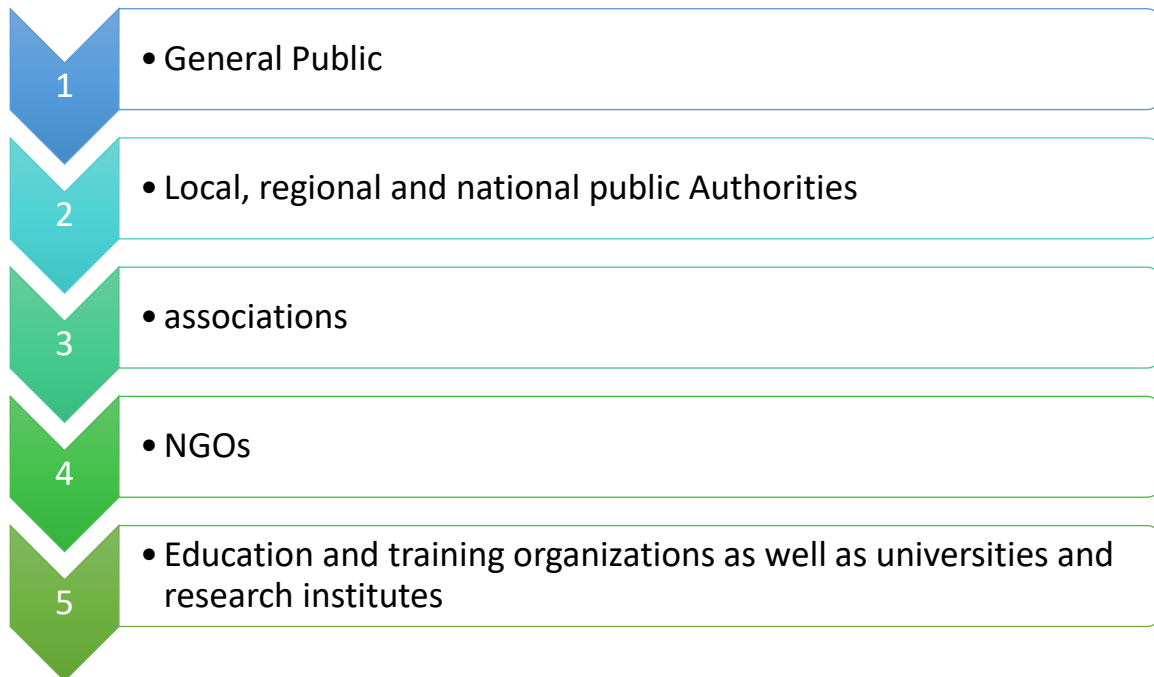 1
• General Public
2
• Local, regional and national public Authorities
3
• associations
4
• NGOs
5
• Education and training organizations as well as universities and
research institutes